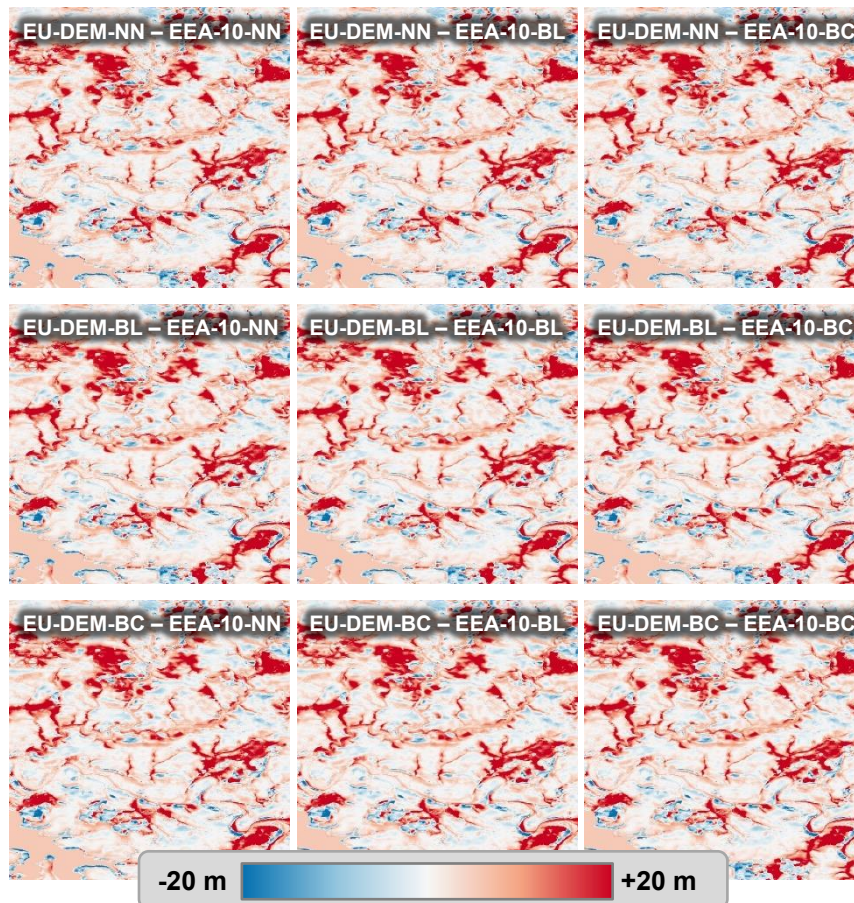 EU-DEM-NN – EEA-10-NN
EU-DEM-NN – EEA-10-BL
EU-DEM-NN – EEA-10-BC
EU-DEM-BL – EEA-10-NN
EU-DEM-BL – EEA-10-BL
EU-DEM-BL – EEA-10-BC
EU-DEM-BC – EEA-10-NN
EU-DEM-BC – EEA-10-BL
EU-DEM-BC – EEA-10-BC
-20 m
+20 m